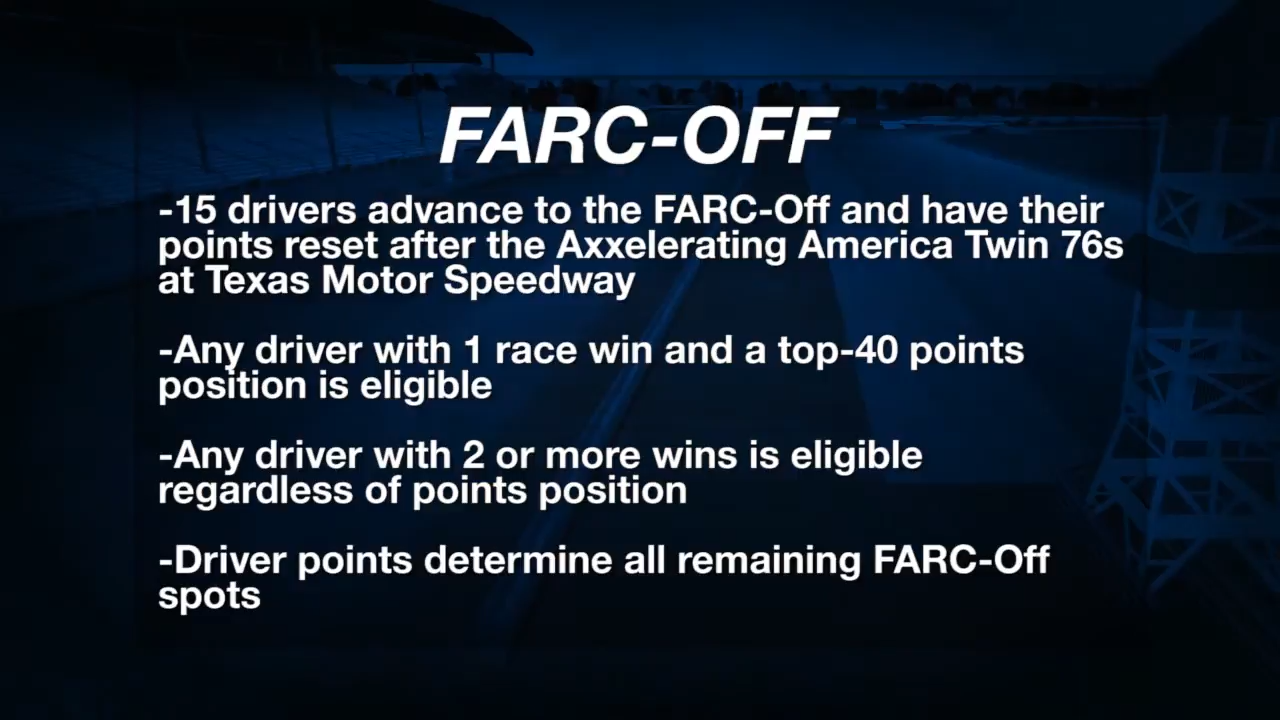 FARC-OFF
-15 drivers advance to the FARC-Off and have their
points reset after the Axxelerating America Twin 76s
at Texas Motor Speedway
-Any driver with 1 race win and a top-40 points
position is eligible
-Any driver with 2 or more wins is eligible
regardless of points position
-Driver points determine all remaining FARC-Off
spots